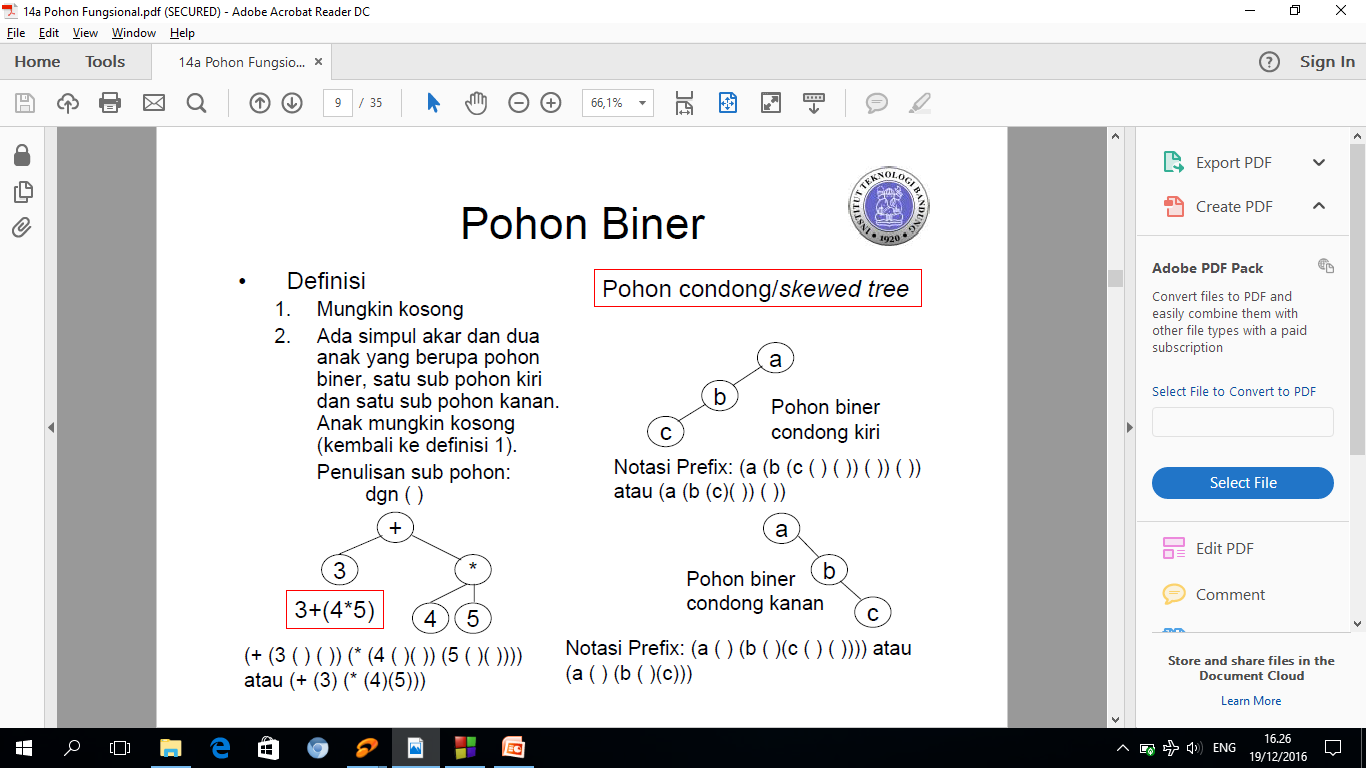 14a Pohon Fungsional.pdf (SECURED) - Adobe Acrobat Reader DC
File Edit View Window Help
Home Tools 14a Pohon Fungsio... × Sign In
9 / 35 66,1%
INSTITUT TEKNOLOGI BANDUNG
• 1920 •
Pohon Biner
• Definisi
1. Mungkin kosong
2. Ada simpul akar dan dua
anak yang berupa pohon
biner, satu sub pohon kiri
dan satu sub pohon kanan.
Anak mungkin kosong
(kembali ke definisi 1).
Penulisan sub pohon:
dgn ( )
+
3 *
4 5
3+(4*5)
(+ (3 ( ) ( )) (* (4 ( )( )) (5 ( )( ))))
atau (+ (3) (* (4)(5)))
Pohon condong/skewed tree
a
b
c
Pohon biner
condong kiri
Notasi Prefix: (a (b (c ( ) ( )) ( )) ( ))
atau (a (b (c)( )) ( ))
a
b
c
Pohon biner
condong kanan
Notasi Prefix: (a ( ) (b ( )(c ( ) ( )))) atau
(a ( ) (b ( )(c)))
Export PDF
Create PDF
Adobe PDF Pack
Convert files to PDF and
easily combine them with
other file types with a paid
subscription
Select File to Convert to PDF
Select File
Edit PDF
Comment
Store and share files in the
Document Cloud
Learn More
ENG
16.26
19/12/2016